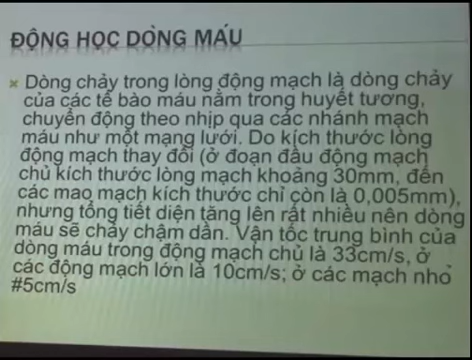 ĐỘNG HỌC DÒNG MÁU
Dòng chảy trong lòng động mạch là dòng chảy
của các tế bào máu nằm trong huyết tương,
chuyển động theo nhịp qua các nhánh mạch
máu như một mạng lưới. Do kích thước lòng
động mạch thay đổi (ở đoạn đầu động mạch
chủ kích thước lòng mạch khoảng 30mm, đến
các mao mạch kích thước chỉ còn là 0,005mm),
nhưng tổng tiết diện tăng lên rất nhiều nên dòng
máu sẽ chảy chậm dần. Vận tốc trung bình của
dòng máu trong động mạch chủ là 33cm/s, ở
các động mạch lớn là 10cm/s; ở các mạch nhỏ
#5cm/s